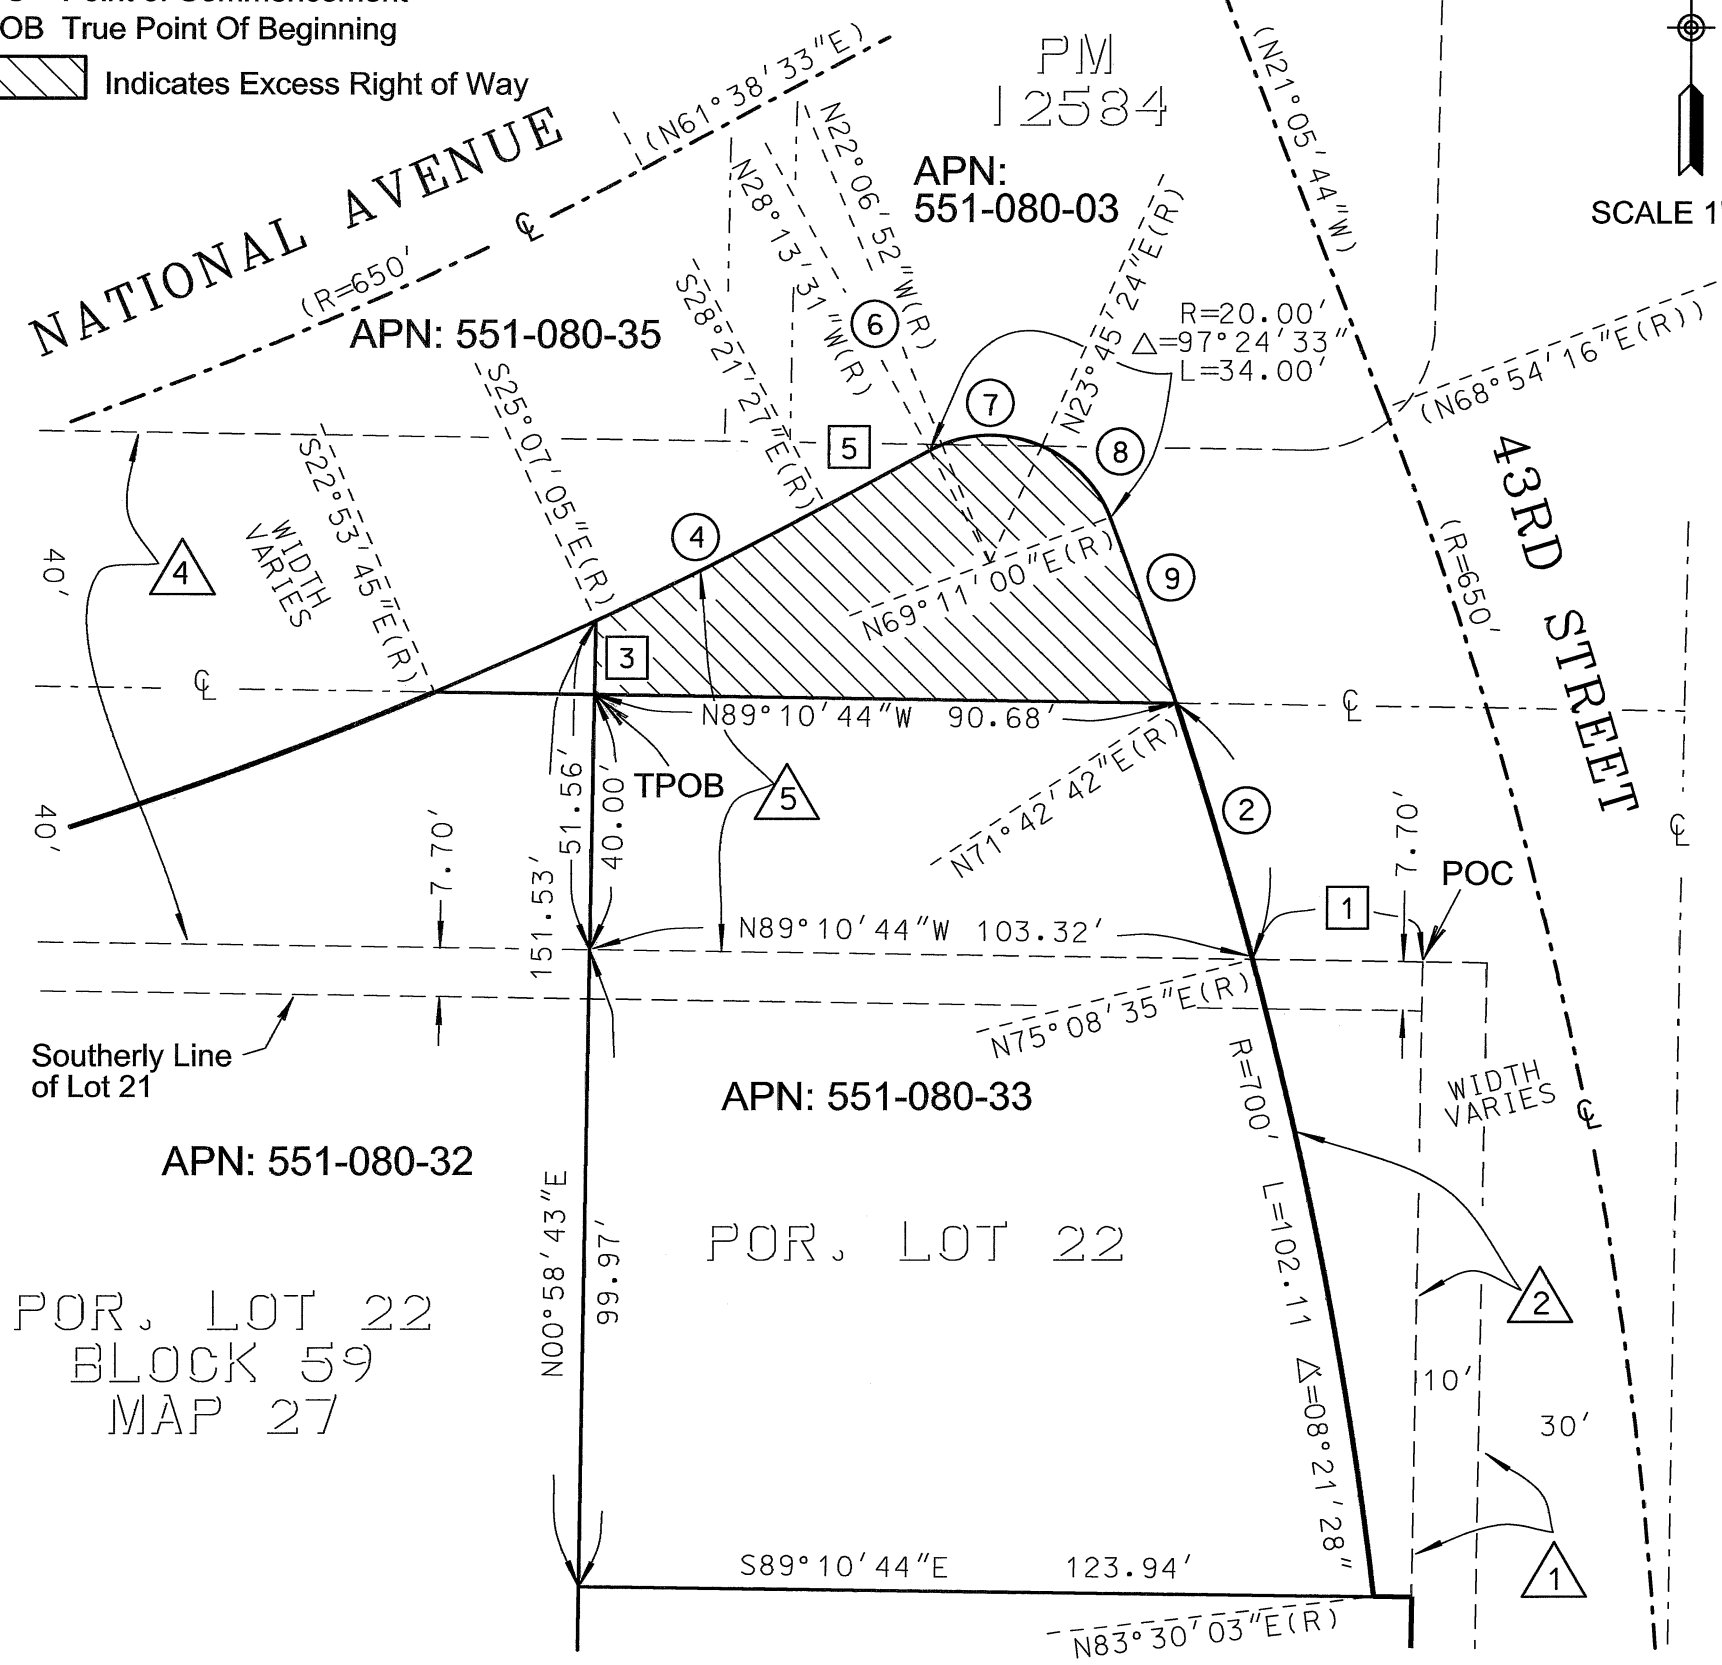 OB True Point Of Beginning
Indicates Excess Right of Way
NATIONAL AVENUE
(N61°38'33"E)
℄
(R=650'
PM
12584
APN:
551-080-03
(N21°05'44"W)
SCALE 1"
APN: 551-080-35
N22°06'52"W(R)
N28°13'31"W(R)
N23°45'24"E(R)
S28°21'27"E(R)
S25°07'05"E(R)
S22°53'45"E(R)
R=20.00'
Δ=97°24'33"
L=34.00'
(N68°54'16"E(R))
6
7
8
5
4
9
3
43RD STREET
(R=650'
WIDTH
VARIES
40'
4
N69°11'00"E(R)
℄
N89°10'44"W 90.68'
℄
TPOB
5
N71°42'42"E(R)
2
℄
40'
7.70'
51.56'
40.00'
151.53'
7.70'
POC
1
N89°10'44"W 103.32'
N75°08'35"E(R)
Southerly Line
of Lot 21
APN: 551-080-33
R=700' L=102.11 Δ=08°21'28"
WIDTH
VARIES
℄
APN: 551-080-32
N00°58'43"E
99.97'
POR. LOT 22
2
POR. LOT 22
BLOCK 59
MAP 27
10'
30'
S89°10'44"E 123.94'
1
N83°30'03"E(R)